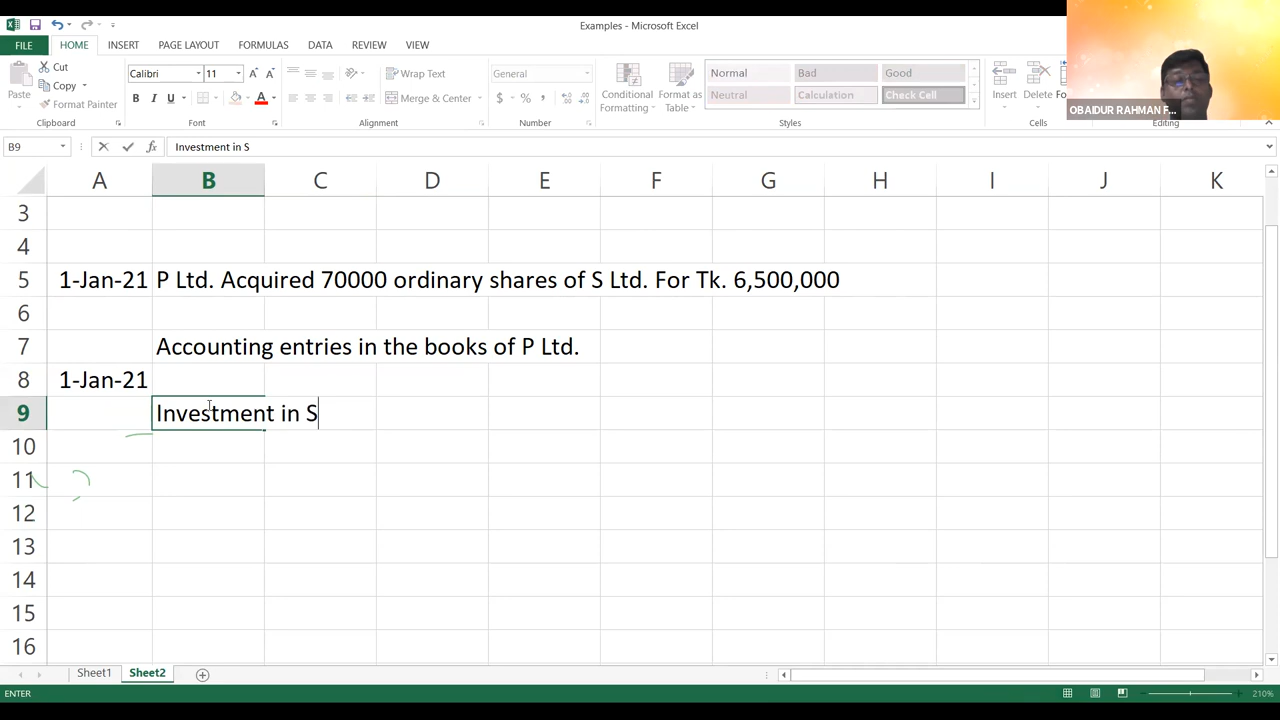 Examples - Microsoft Excel
FILE HOME INSERT PAGE LAYOUT FORMULAS DATA REVIEW VIEW
Paste
Cut
Copy
Format Painter
Calibri 11
B I U A
Wrap Text
Merge & Center
General
$ %
Conditional Formatting
Format as Table
Normal Bad Good
Neutral Calculation Check Cell
Insert Delete Fo
OBAIDUR RAHMAN F...
Clipboard Font Alignment Number Styles Cells Editing
B9 fx Investment in S
A B C D E F G H I J K
3
4
5 1-Jan-21 P Ltd. Acquired 70000 ordinary shares of S Ltd. For Tk. 6,500,000
6
7 Accounting entries in the books of P Ltd.
8 1-Jan-21
9 Investment in S
10
11
12
13
14
15
16
Sheet1 Sheet2
ENTER 210%